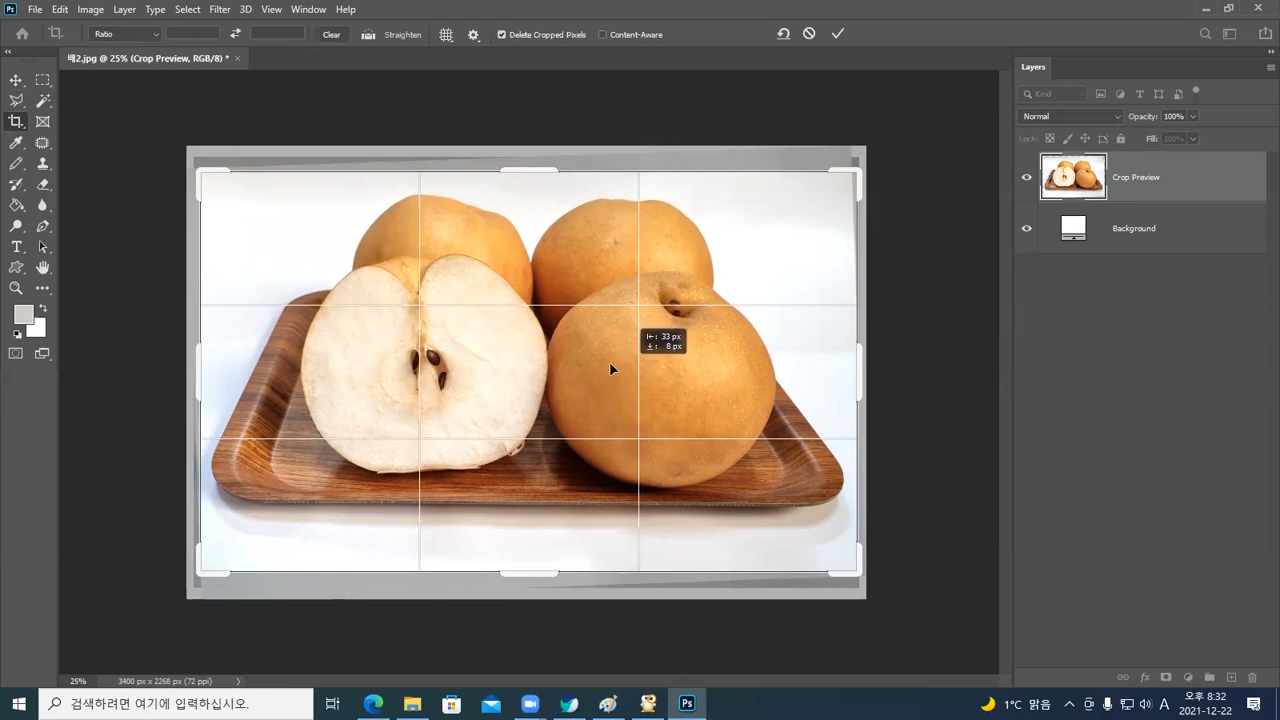 Ps File Edit Image Layer Type Select Filter 3D View Window Help
Ratio Clear Straighten Delete Cropped Pixels Content-Aware
배2.jpg @ 25% (Crop Preview, RGB/8) * ×
Layers
Kind
Normal Opacity: 100%
Lock: Fill: 100%
Crop Preview
Background
33 px
8 px
25% 3400 px x 2268 px (72 ppi)
검색하려면 여기에 입력하십시오.
Ps
1°C 맑음
A
오후 8:32
2021-12-22